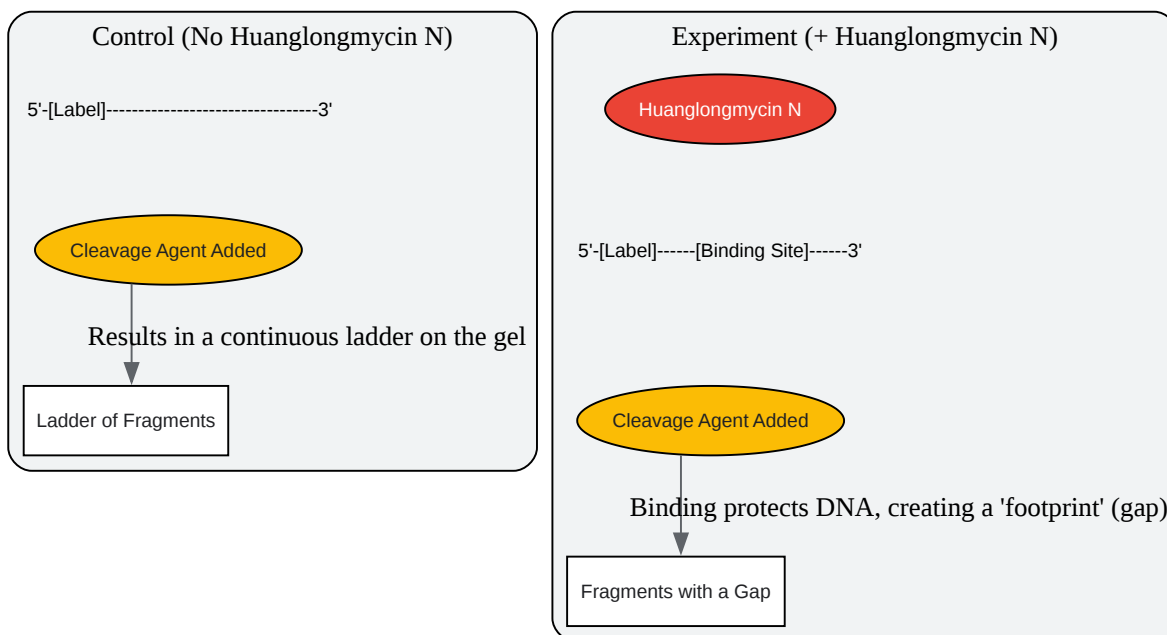 Control (No Huanglongmycin N)
5'-[Label]---------------------------------3'
Cleavage Agent Added
Results in a continuous ladder on the gel
Ladder of Fragments
Experiment (+ Huanglongmycin N)
Huanglongmycin N
5'-[Label]------[Binding Site]------3'
Cleavage Agent Added
Binding protects DNA, creating a 'footprint' (gap)
Fragments with a Gap